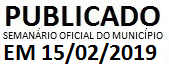 PUBLICADO
SEMANÁRIO OFICIAL DO MUNICÍPIO
EM 15/02/2019